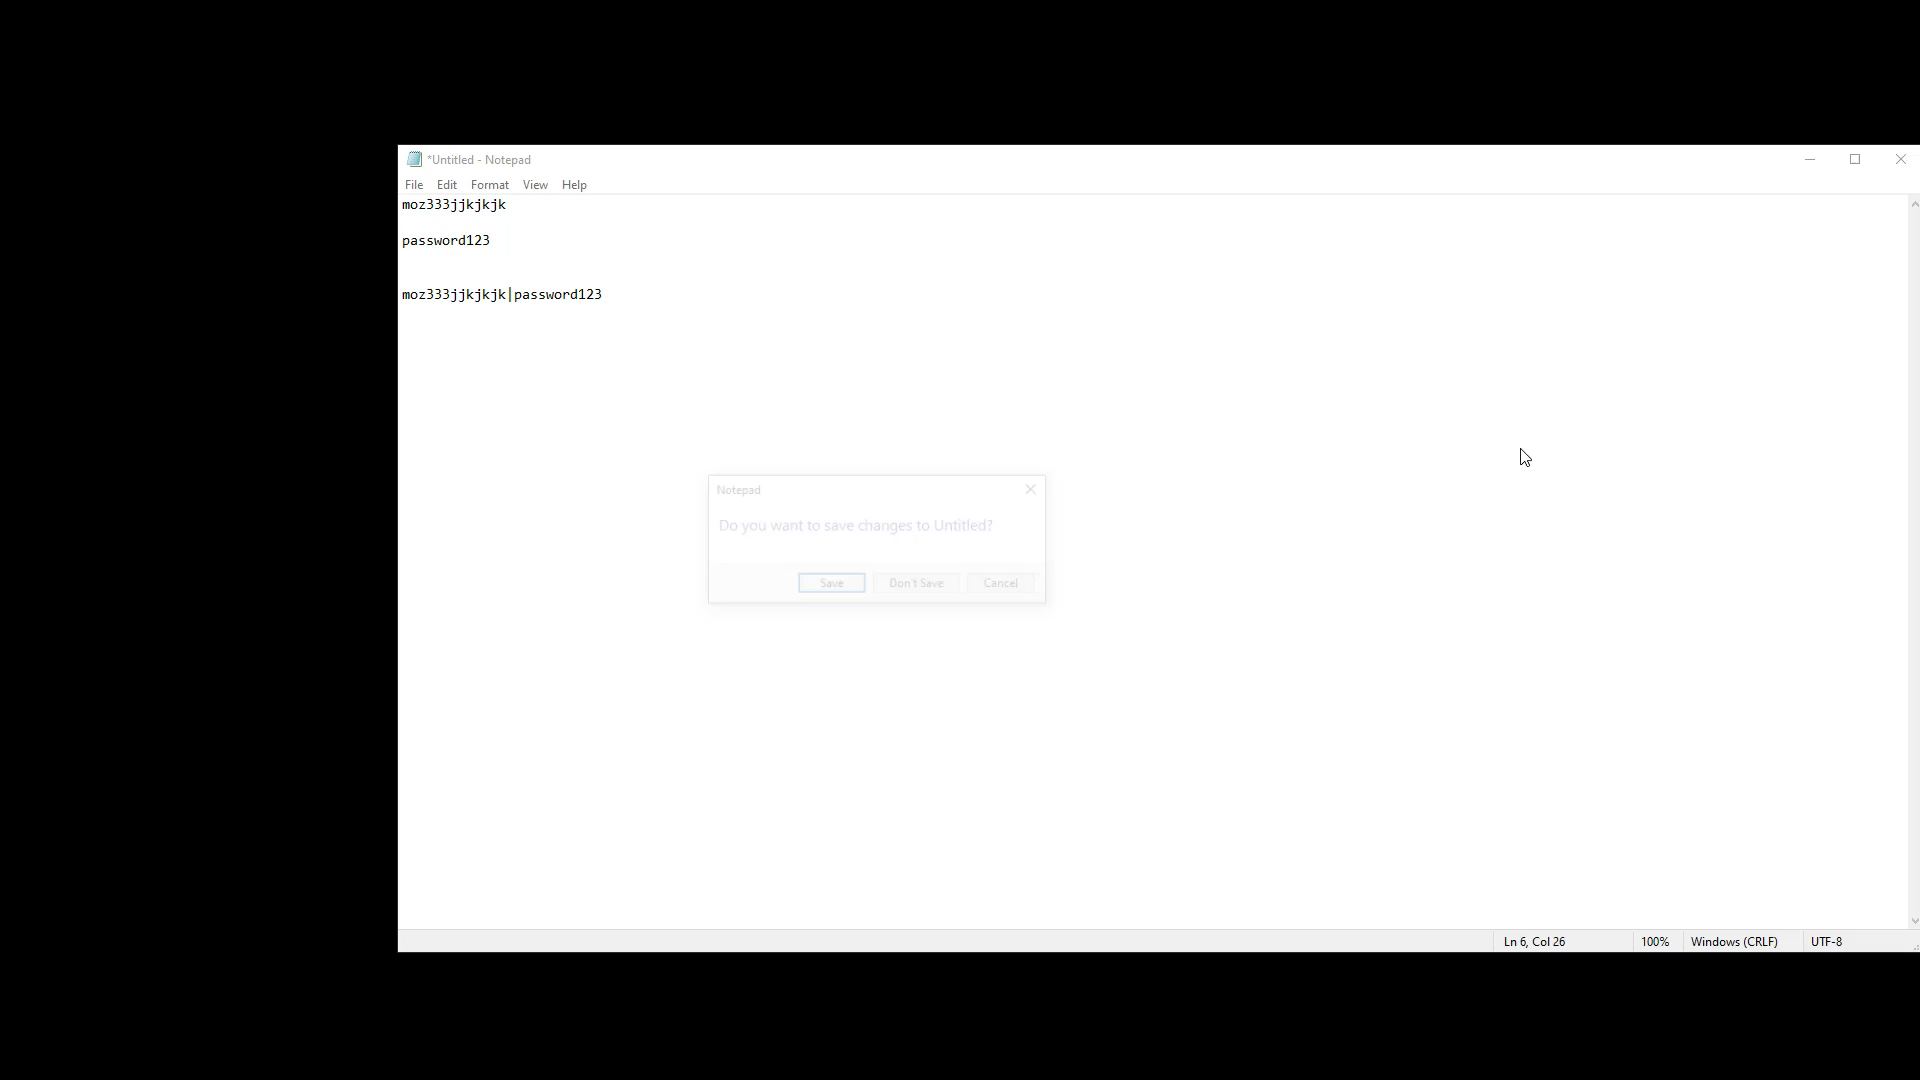 *Untitled - Notepad
File Edit Format View Help
moz333jjkjkjk
password123
moz333jjkjkjk|password123
Notepad
Do you want to save changes to Untitled?
Save Don't Save Cancel
Ln 6, Col 26 100% Windows (CRLF) UTF-8